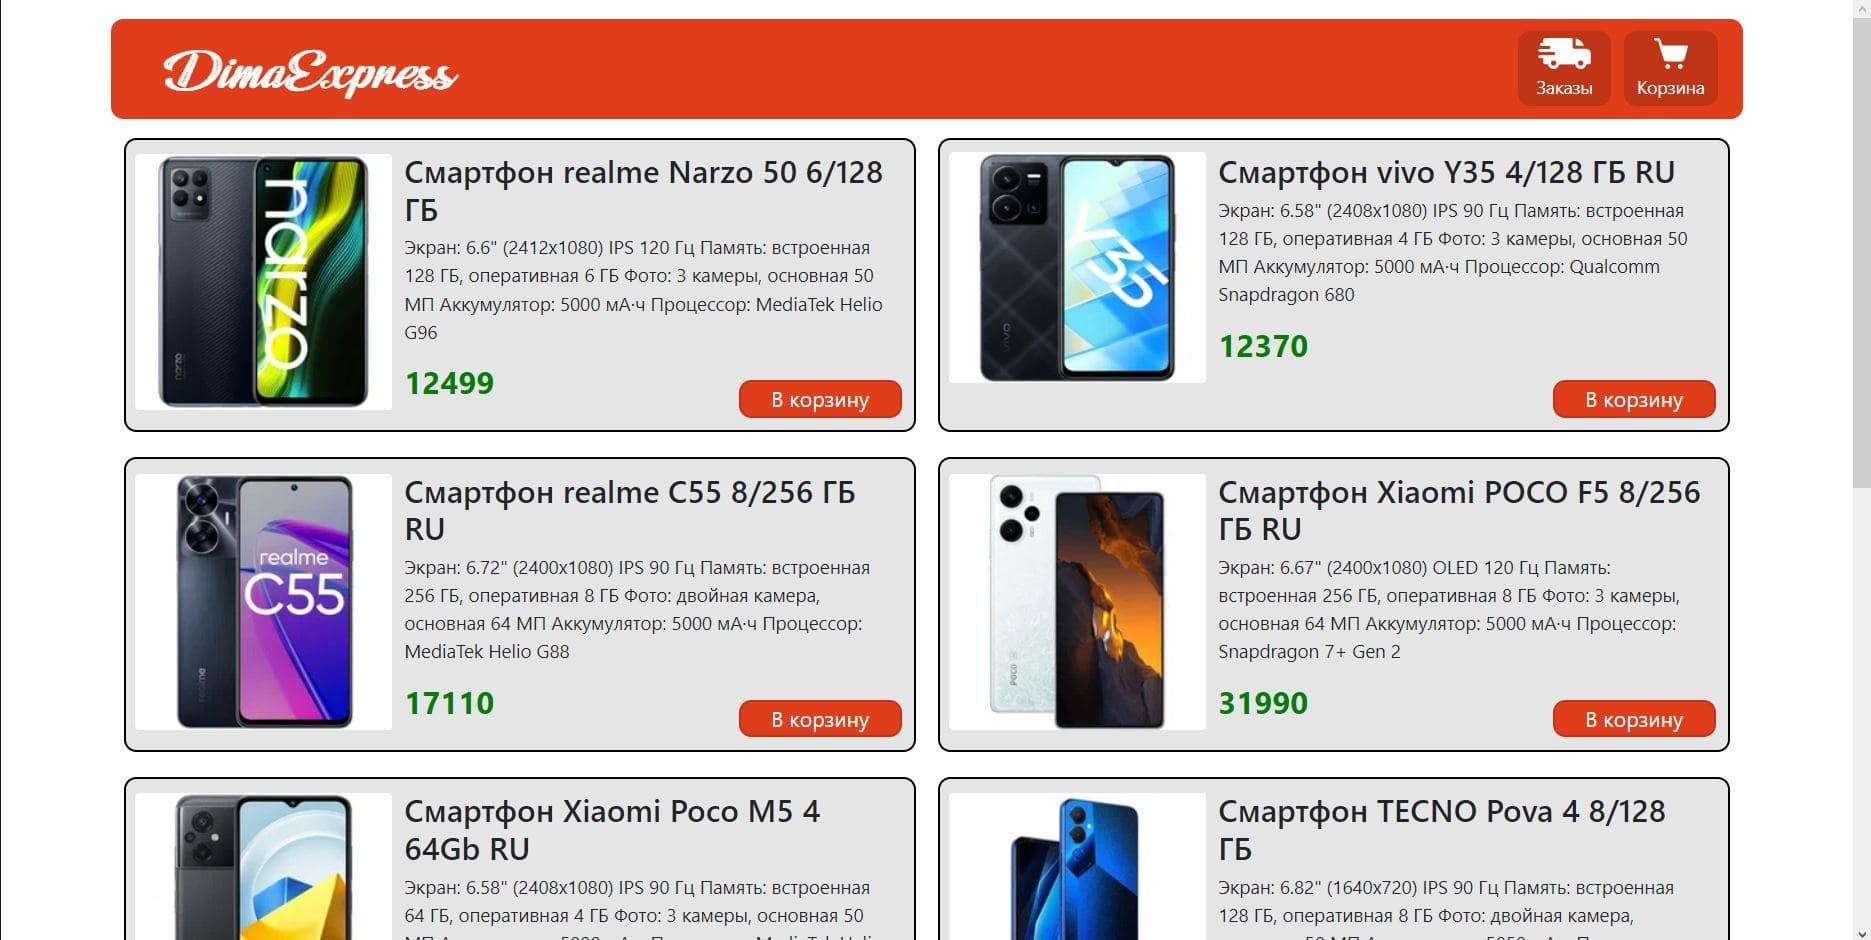 DimaExpress
Заказы
Корзина
narzo
narzo
Смартфон realme Narzo 50 6/128
ГБ
Экран: 6.6" (2412x1080) IPS 120 Гц Память: встроенная
128 ГБ, оперативная 6 ГБ Фото: 3 камеры, основная 50
МП Аккумулятор: 5000 мА·ч Процессор: MediaTek Helio
G96
12499
В корзину
vivo
Y35
Смартфон vivo Y35 4/128 ГБ RU
Экран: 6.58" (2408x1080) IPS 90 Гц Память: встроенная
128 ГБ, оперативная 4 ГБ Фото: 3 камеры, основная 50
МП Аккумулятор: 5000 мА·ч Процессор: Qualcomm
Snapdragon 680
12370
В корзину
realme
realme
C55
Смартфон realme C55 8/256 ГБ
RU
Экран: 6.72" (2400x1080) IPS 90 Гц Память: встроенная
256 ГБ, оперативная 8 ГБ Фото: двойная камера,
основная 64 МП Аккумулятор: 5000 мА·ч Процессор:
MediaTek Helio G88
17110
В корзину
POCO
Смартфон Xiaomi POCO F5 8/256
ГБ RU
Экран: 6.67" (2400x1080) OLED 120 Гц Память:
встроенная 256 ГБ, оперативная 8 ГБ Фото: 3 камеры,
основная 64 МП Аккумулятор: 5000 мА·ч Процессор:
Snapdragon 7+ Gen 2
31990
В корзину
Смартфон Xiaomi Poco M5 4
64Gb RU
Экран: 6.58" (2408x1080) IPS 90 Гц Память: встроенная
64 ГБ, оперативная 4 ГБ Фото: 3 камеры, основная 50
Смартфон TECNO Pova 4 8/128
ГБ
Экран: 6.82" (1640x720) IPS 90 Гц Память: встроенная
128 ГБ, оперативная 8 ГБ Фото: двойная камера,